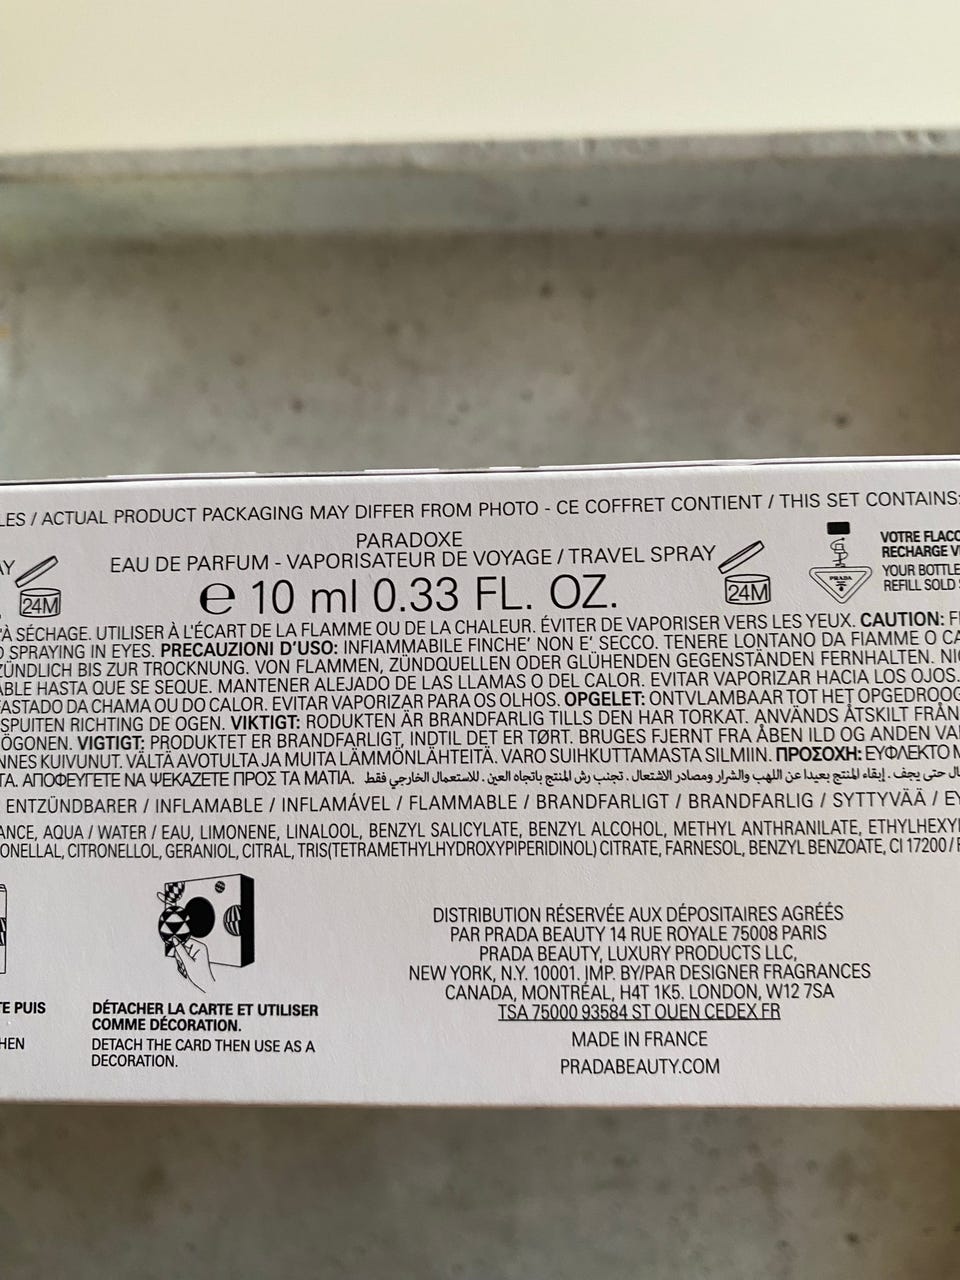 LES / ACTUAL PRODUCT PACKAGING MAY DIFFER FROM PHOTO - CE COFFRET CONTIENT / THIS SET CONTAINS:
PARADOXE
EAU DE PARFUM - VAPORISATEUR DE VOYAGE / TRAVEL SPRAY
℮ 10 ml 0.33 FL. OZ.
AY
24M
24M
PRADA
VOTRE FLACO
RECHARGE V
YOUR BOTTLE
REFILL SOLD
'À SÉCHAGE. UTILISER À L'ÉCART DE LA FLAMME OU DE LA CHALEUR. ÉVITER DE VAPORISER VERS LES YEUX. CAUTION: F
D SPRAYING IN EYES. PRECAUZIONI D'USO: INFIAMMABILE FINCHE' NON E' SECCO. TENERE LONTANO DA FIAMME O CA
ZÜNDLICH BIS ZUR TROCKNUNG. VON FLAMMEN, ZÜNDQUELLEN ODER GLÜHENDEN GEGENSTÄNDEN FERNHALTEN. NI
ABLE HASTA QUE SE SEQUE. MANTENER ALEJADO DE LAS LLAMAS O DEL CALOR. EVITAR VAPORIZAR HACIA LOS OJOS.
FASTADO DA CHAMA OU DO CALOR. EVITAR VAPORIZAR PARA OS OLHOS. OPGELET: ONTVLAMBAAR TOT HET OPGEDROOG
SPUITEN RICHTING DE OGEN. VIKTIGT: RODUKTEN ÄR BRANDFARLIG TILLS DEN HAR TORKAT. ANVÄNDS ÅTSKILT FRÅN
ÖGONEN. VIGTIGT: PRODUKTET ER BRANDFARLIGT, INDTIL DET ER TØRT. BRUGES FJERNT FRA ÅBEN ILD OG ANDEN VA
NNES KUIVUNUT. VÄLTÄ AVOTULTA JA MUITA LÄMMÖNLÄHTEITÄ. VARO SUIHKUTTAMASTA SILMIIN. ΠΡΟΣΟΧΗ: ΕΥΦΛΕΚΤΟ Μ
ΤΑ. ΑΠΟΦΕΥΓΕΤΕ ΝΑ ΨΕΚΑΖΕΤΕ ΠΡΟΣ ΤΑ ΜΑΤΙΑ. ال حتى يجف. إبقاء المنتج بعيدا عن اللهب والشرار ومصادر الاشتعال. تجنب رش المنتج باتجاه العين. للاستعمال الخارجي فقط
ENTZÜNDBARER / INFLAMABLE / INFLAMÁVEL / FLAMMABLE / BRANDFARLIGT / BRANDFARLIG / SYTTYVÄÄ / ΕΥ
ANCE, AQUA / WATER / EAU, LIMONENE, LINALOOL, BENZYL SALICYLATE, BENZYL ALCOHOL, METHYL ANTHRANILATE, ETHYLHEXYL
ONELLAL, CITRONELLOL, GERANIOL, CITRAL, TRIS(TETRAMETHYLHYDROXYPIPERIDINOL) CITRATE, FARNESOL, BENZYL BENZOATE, CI 17200 /
TE PUIS
HEN
DÉTACHER LA CARTE ET UTILISER
COMME DÉCORATION.
DETACH THE CARD THEN USE AS A
DECORATION.
DISTRIBUTION RÉSERVÉE AUX DÉPOSITAIRES AGRÉÉS
PAR PRADA BEAUTY 14 RUE ROYALE 75008 PARIS
PRADA BEAUTY, LUXURY PRODUCTS LLC,
NEW YORK, N.Y. 10001. IMP. BY/PAR DESIGNER FRAGRANCES
CANADA, MONTRÉAL, H4T 1K5. LONDON, W12 7SA
TSA 75000 93584 ST OUEN CEDEX FR
MADE IN FRANCE
PRADABEAUTY.COM